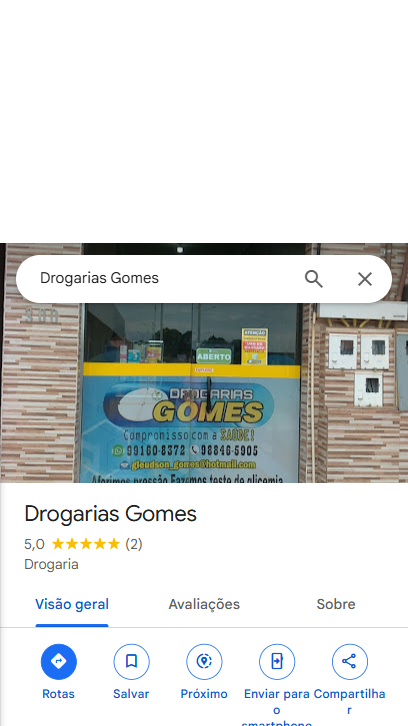 Drogarias Gomes
ABERTO
ATENÇÃO
DROGARIAS
GOMES
Compromisso com a SAÚDE!
99160-8372 98846-5905
gleudson_gomes@hotmail.com
Aferimos pressão Fazemos teste de glicemia
Drogarias Gomes
5,0 (2)
Drogaria
Visão geral Avaliações Sobre
Rotas Salvar Próximo Enviar para o smartphone Compartilhar